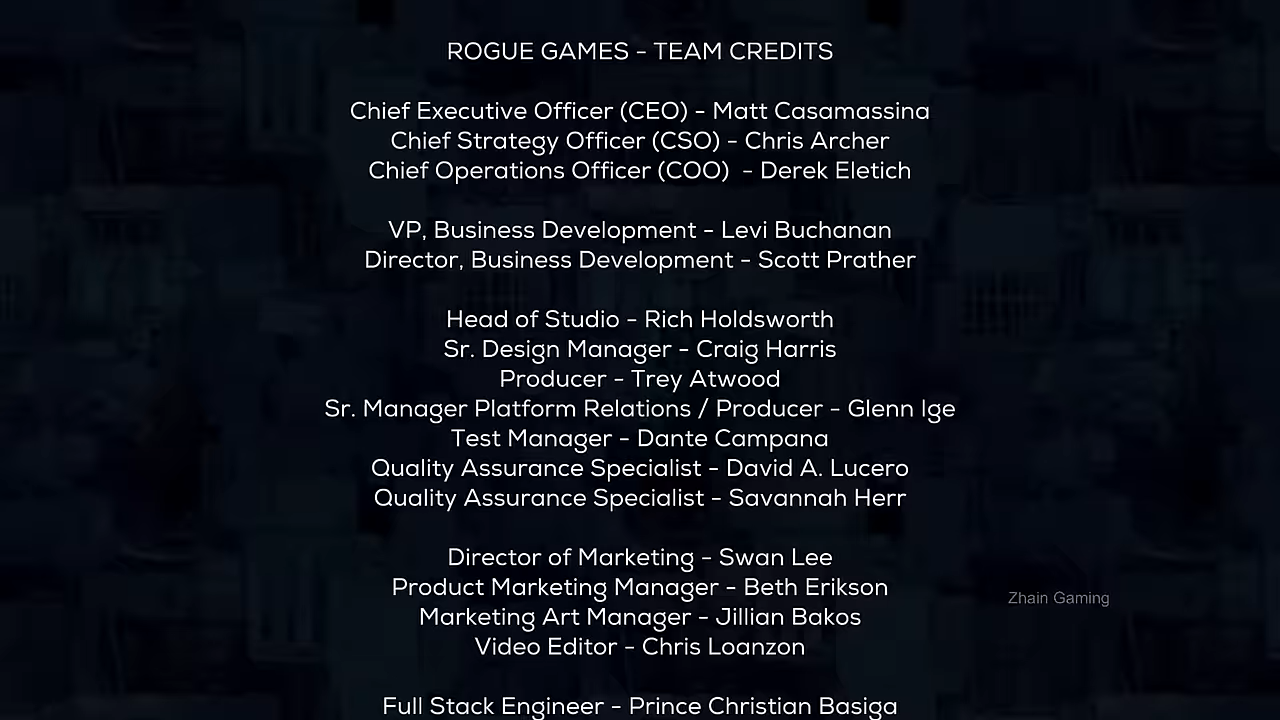 ROGUE GAMES - TEAM CREDITS
Chief Executive Officer (CEO) - Matt Casamassina
Chief Strategy Officer (CSO) - Chris Archer
Chief Operations Officer (COO)  - Derek Eletich
VP, Business Development - Levi Buchanan
Director, Business Development - Scott Prather
Head of Studio - Rich Holdsworth
Sr. Design Manager - Craig Harris
Producer - Trey Atwood
Sr. Manager Platform Relations / Producer - Glenn Ige
Test Manager - Dante Campana
Quality Assurance Specialist - David A. Lucero
Quality Assurance Specialist - Savannah Herr
Director of Marketing - Swan Lee
Product Marketing Manager - Beth Erikson
Marketing Art Manager - Jillian Bakos
Video Editor - Chris Loanzon
Full Stack Engineer - Prince Christian Basiga
Zhain Gaming